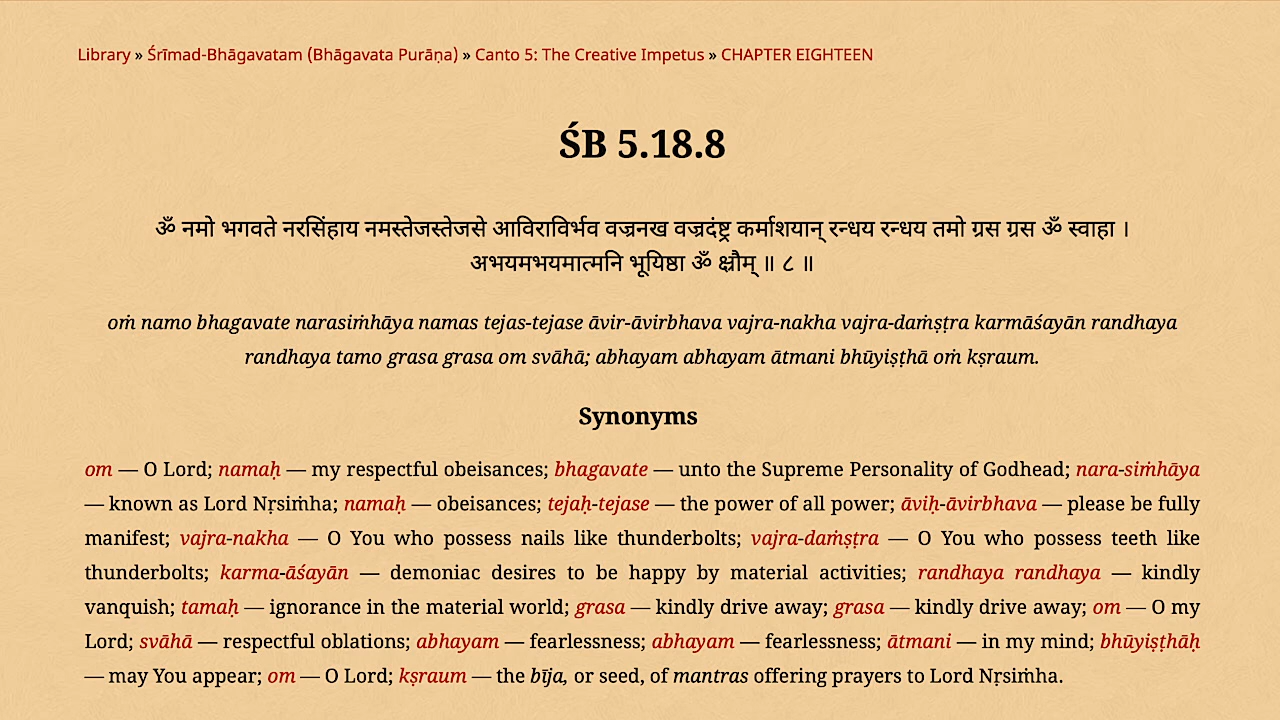 Library » Śrīmad-Bhāgavatam (Bhāgavata Purāṇa) » Canto 5: The Creative Impetus » CHAPTER EIGHTEEN
ŚB 5.18.8
ॐ नमो भगवते नरसिंहाय नमस्तेजस्तेजसे आविराविर्भव वज्रनख वज्रदंष्ट्र कर्माशयान् रन्धय रन्धय तमो ग्रस ग्रस ॐ स्वाहा ।
अभयमभयमात्मनि भूयिष्ठा ॐ क्ष्रौम् ॥ ८ ॥
oṁ namo bhagavate narasiṁhāya namas tejas-tejase āvir-āvirbhava vajra-nakha vajra-daṁṣṭra karmāśayān randhaya
randhaya tamo grasa grasa om svāhā; abhayam abhayam ātmani bhūyiṣṭhā oṁ kṣraum.
Synonyms
om — O Lord; namaḥ — my respectful obeisances; bhagavate — unto the Supreme Personality of Godhead; nara-siṁhāya
— known as Lord Nṛsiṁha; namaḥ — obeisances; tejaḥ-tejase — the power of all power; āviḥ-āvirbhava — please be fully
manifest; vajra-nakha — O You who possess nails like thunderbolts; vajra-daṁṣṭra — O You who possess teeth like
thunderbolts; karma-āśayān — demoniac desires to be happy by material activities; randhaya randhaya — kindly
vanquish; tamaḥ — ignorance in the material world; grasa — kindly drive away; grasa — kindly drive away; om — O my
Lord; svāhā — respectful oblations; abhayam — fearlessness; abhayam — fearlessness; ātmani — in my mind; bhūyiṣṭhāḥ
— may You appear; om — O Lord; kṣraum — the bīja, or seed, of mantras offering prayers to Lord Nṛsiṁha.